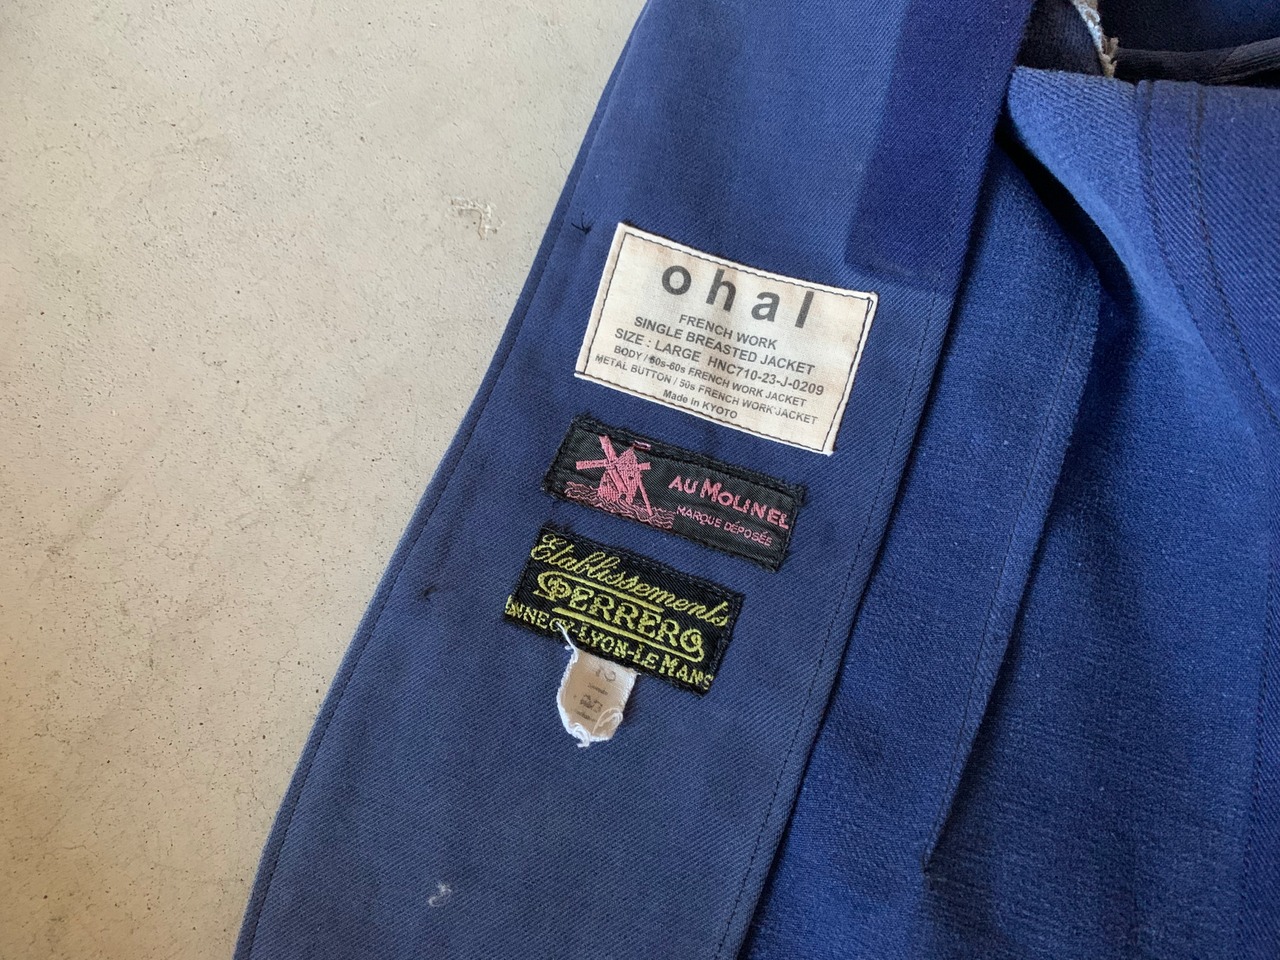 ohal
FRENCH WORK
SINGLE BREASTED JACKET
SIZE : LARGE HNC710-23-J-0209
BODY / 50s-60s FRENCH WORK JACKET
METAL BUTTON / 50s FRENCH WORK JACKET
Made in KYOTO
AU MOLINEL
MARQUE DÉPOSÉE
Etablissements
PERRERO
ANNECY-LYON-LE MANS